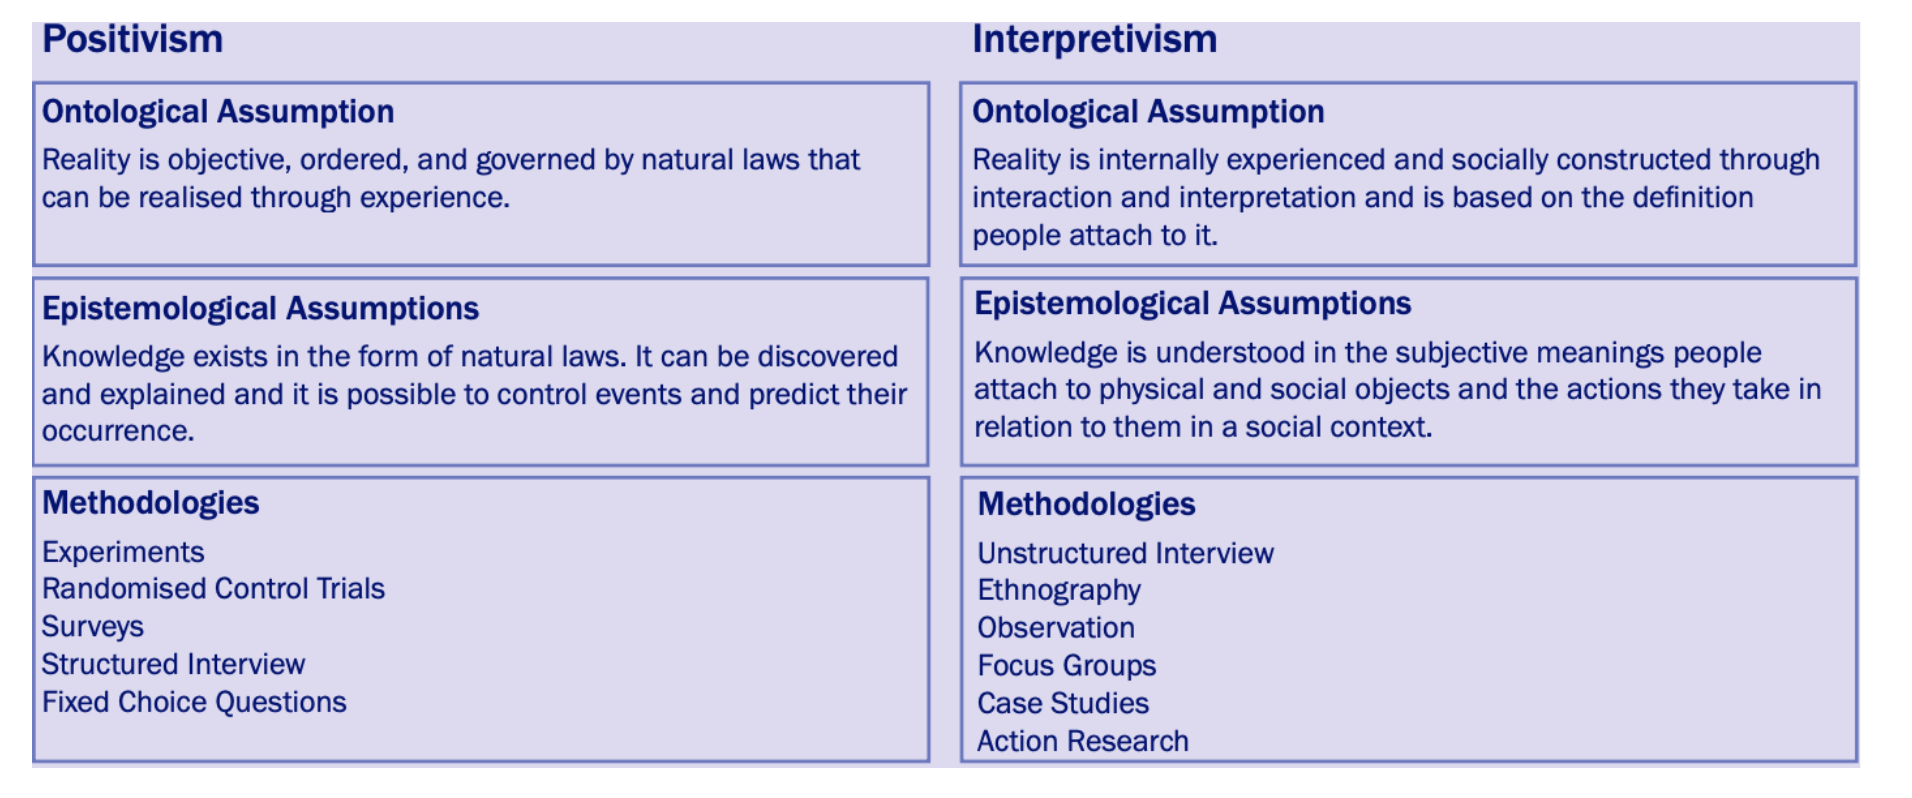 Positivism
Ontological Assumption
Reality is objective, ordered, and governed by natural laws that
can be realised through experience.
Epistemological Assumptions
Knowledge exists in the form of natural laws. It can be discovered
and explained and it is possible to control events and predict their
occurrence.
Methodologies
Experiments
Randomised Control Trials
Surveys
Structured Interview
Fixed Choice Questions
Interpretivism
Ontological Assumption
Reality is internally experienced and socially constructed through
interaction and interpretation and is based on the definition
people attach to it.
Epistemological Assumptions
Knowledge is understood in the subjective meanings people
attach to physical and social objects and the actions they take in
relation to them in a social context.
Methodologies
Unstructured Interview
Ethnography
Observation
Focus Groups
Case Studies
Action Research